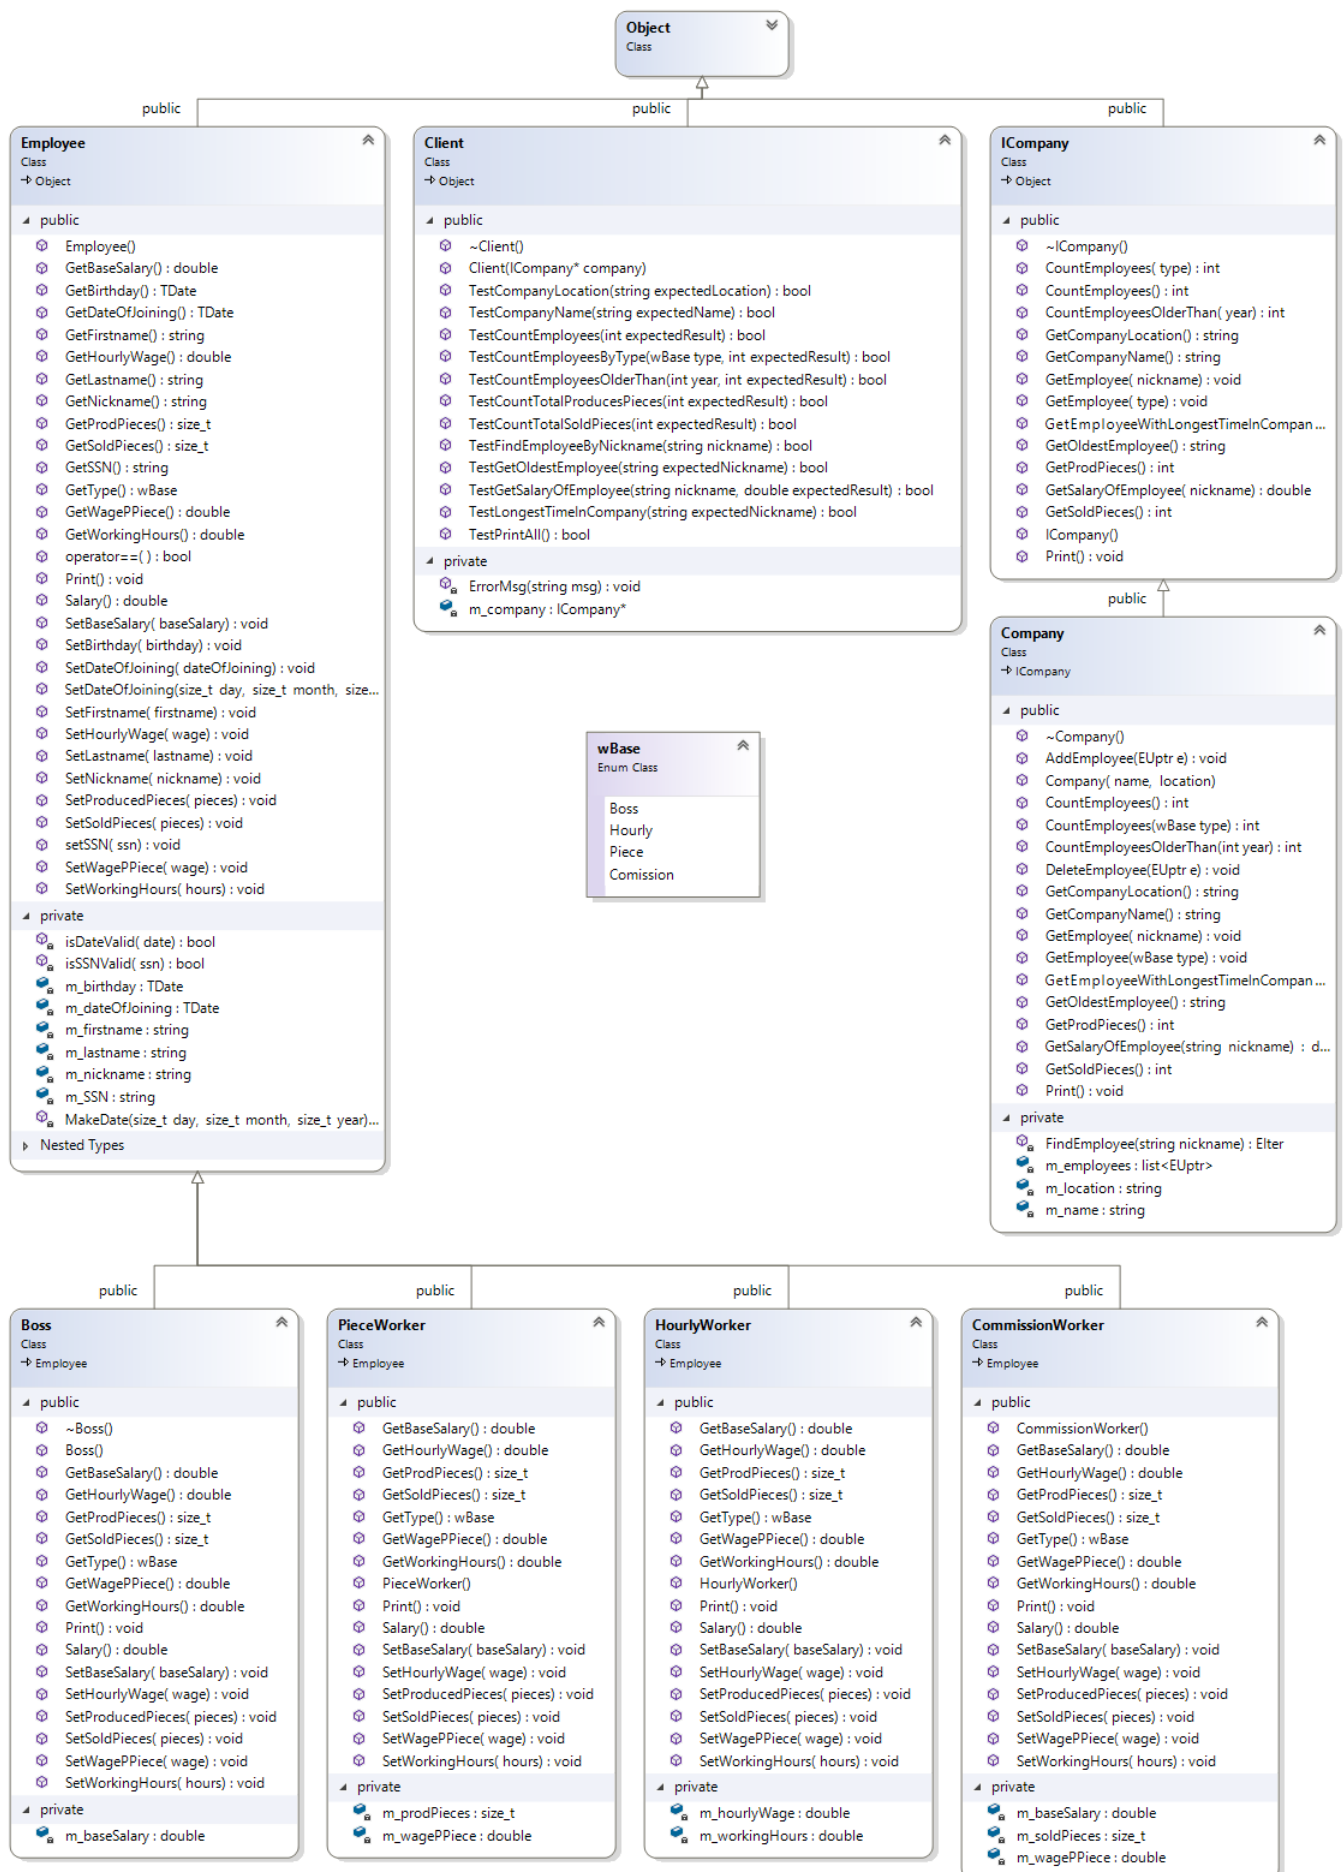 Object
Class
public
public
public
Employee
Class
Object
public
Employee()
GetBaseSalary() : double
GetBirthday() : TDate
GetDateOfJoining() : TDate
GetFirstname() : string
GetHourlyWage() : double
GetLastname() : string
GetNickname() : string
GetProdPieces() : size_t
GetSoldPieces() : size_t
GetSSN() : string
GetType() : wBase
GetWagePPiece() : double
GetWorkingHours() : double
operator==( ) : bool
Print() : void
Salary() : double
SetBaseSalary( baseSalary) : void
SetBirthday( birthday) : void
SetDateOfJoining( dateOfJoining) : void
SetDateOfJoining(size_t day, size_t month, size...
SetFirstname( firstname) : void
SetHourlyWage( wage) : void
SetLastname( lastname) : void
SetNickname( nickname) : void
SetProducedPieces( pieces) : void
SetSoldPieces( pieces) : void
setSSN( ssn) : void
SetWagePPiece( wage) : void
SetWorkingHours( hours) : void
private
isDateValid( date) : bool
isSSNValid( ssn) : bool
m_birthday : TDate
m_dateOfJoining : TDate
m_firstname : string
m_lastname : string
m_nickname : string
m_SSN : string
MakeDate(size_t day, size_t month, size_t year)...
Nested Types
Client
Class
Object
public
~Client()
Client(ICompany* company)
TestCompanyLocation(string expectedLocation) : bool
TestCompanyName(string expectedName) : bool
TestCountEmployees(int expectedResult) : bool
TestCountEmployeesByType(wBase type, int expectedResult) : bool
TestCountEmployeesOlderThan(int year, int expectedResult) : bool
TestCountTotalProducesPieces(int expectedResult) : bool
TestCountTotalSoldPieces(int expectedResult) : bool
TestFindEmployeeByNickname(string nickname) : bool
TestGetOldestEmployee(string expectedNickname) : bool
TestGetSalaryOfEmployee(string nickname, double expectedResult) : bool
TestLongestTimeInCompany(string expectedNickname) : bool
TestPrintAll() : bool
private
ErrorMsg(string msg) : void
m_company : ICompany*
ICompany
Class
Object
public
~ICompany()
CountEmployees( type) : int
CountEmployees() : int
CountEmployeesOlderThan( year) : int
GetCompanyLocation() : string
GetCompanyName() : string
GetEmployee( nickname) : void
GetEmployee( type) : void
GetEmployeeWithLongestTimeInCompan...
GetOldestEmployee() : string
GetProdPieces() : int
GetSalaryOfEmployee( nickname) : double
GetSoldPieces() : int
ICompany()
Print() : void
public
Company
Class
ICompany
public
~Company()
AddEmployee(EUptr e) : void
Company( name, location)
CountEmployees() : int
CountEmployees(wBase type) : int
CountEmployeesOlderThan(int year) : int
DeleteEmployee(EUptr e) : void
GetCompanyLocation() : string
GetCompanyName() : string
GetEmployee( nickname) : void
GetEmployee(wBase type) : void
GetEmployeeWithLongestTimeInCompan...
GetOldestEmployee() : string
GetProdPieces() : int
GetSalaryOfEmployee(string nickname) : d...
GetSoldPieces() : int
Print() : void
private
FindEmployee(string nickname) : EIter
m_employees : list<EUptr>
m_location : string
m_name : string
wBase
Enum Class
Boss
Hourly
Piece
Comission
public
public
public
public
Boss
Class
Employee
public
~Boss()
Boss()
GetBaseSalary() : double
GetHourlyWage() : double
GetProdPieces() : size_t
GetSoldPieces() : size_t
GetType() : wBase
GetWagePPiece() : double
GetWorkingHours() : double
Print() : void
Salary() : double
SetBaseSalary( baseSalary) : void
SetHourlyWage( wage) : void
SetProducedPieces( pieces) : void
SetSoldPieces( pieces) : void
SetWagePPiece( wage) : void
SetWorkingHours( hours) : void
private
m_baseSalary : double
PieceWorker
Class
Employee
public
GetBaseSalary() : double
GetHourlyWage() : double
GetProdPieces() : size_t
GetSoldPieces() : size_t
GetType() : wBase
GetWagePPiece() : double
GetWorkingHours() : double
PieceWorker()
Print() : void
Salary() : double
SetBaseSalary( baseSalary) : void
SetHourlyWage( wage) : void
SetProducedPieces( pieces) : void
SetSoldPieces( pieces) : void
SetWagePPiece( wage) : void
SetWorkingHours( hours) : void
private
m_prodPieces : size_t
m_wagePPiece : double
HourlyWorker
Class
Employee
public
GetBaseSalary() : double
GetHourlyWage() : double
GetProdPieces() : size_t
GetSoldPieces() : size_t
GetType() : wBase
GetWagePPiece() : double
GetWorkingHours() : double
HourlyWorker()
Print() : void
Salary() : double
SetBaseSalary( baseSalary) : void
SetHourlyWage( wage) : void
SetProducedPieces( pieces) : void
SetSoldPieces( pieces) : void
SetWagePPiece( wage) : void
SetWorkingHours( hours) : void
private
m_hourlyWage : double
m_workingHours : double
CommissionWorker
Class
Employee
public
CommissionWorker()
GetBaseSalary() : double
GetHourlyWage() : double
GetProdPieces() : size_t
GetSoldPieces() : size_t
GetType() : wBase
GetWagePPiece() : double
GetWorkingHours() : double
Print() : void
Salary() : double
SetBaseSalary( baseSalary) : void
SetHourlyWage( wage) : void
SetProducedPieces( pieces) : void
SetSoldPieces( pieces) : void
SetWagePPiece( wage) : void
SetWorkingHours( hours) : void
private
m_baseSalary : double
m_soldPieces : size_t
m_wagePPiece : double